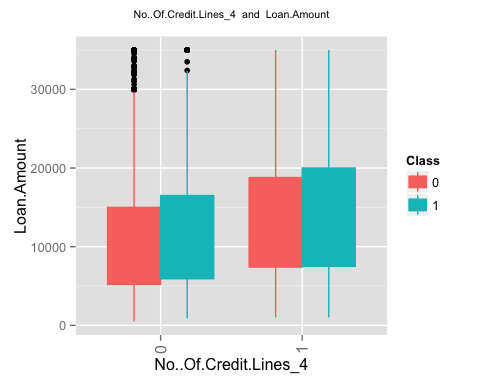 No..Of.Credit.Lines_4 and Loan.Amount
Loan.Amount
30000
20000
10000
0
0
1
No..Of.Credit.Lines_4
Class
0
1